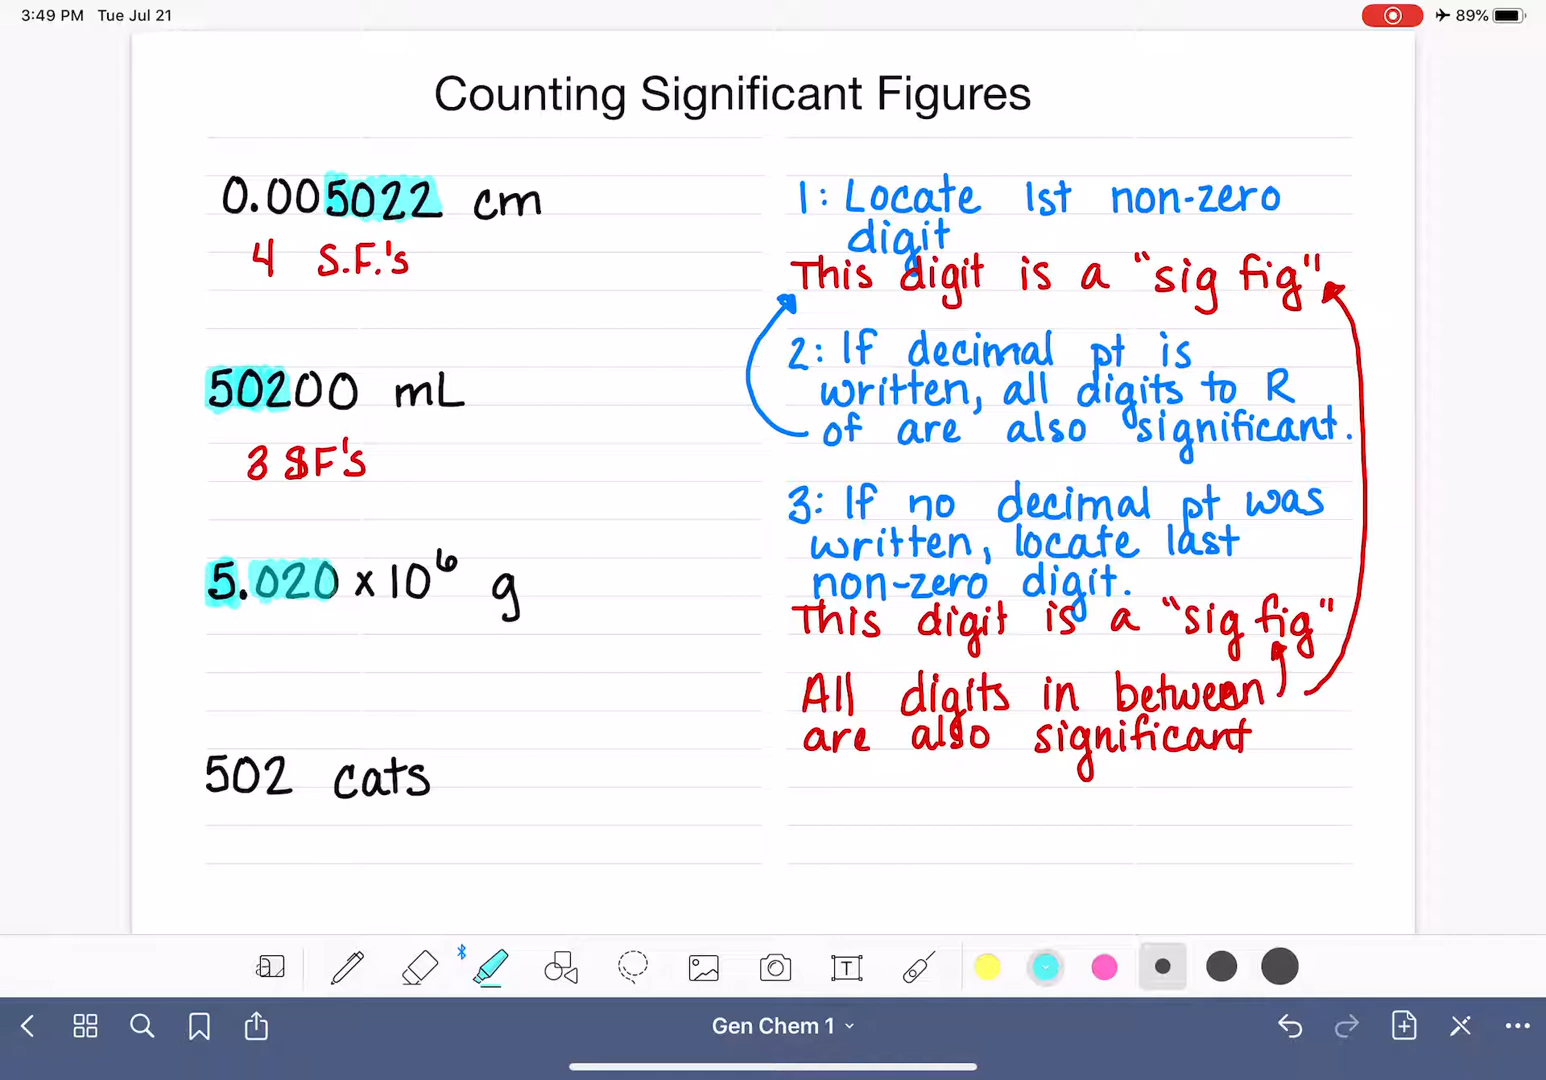 3:49 PM Tue Jul 21
89%
Counting Significant Figures
0.005022 cm
4 S.F.'s
50200 mL
3 SF's
5.020 x 10⁶ g
502 cats
1: Locate 1st non-zero
digit
This digit is a "sig fig"
2: If decimal pt is
written, all digits to R
of are also significant.
3: If no decimal pt was
written, locate last
non-zero digit.
This digit is a "sig fig"
All digits in between
are also significant
T
Gen Chem 1